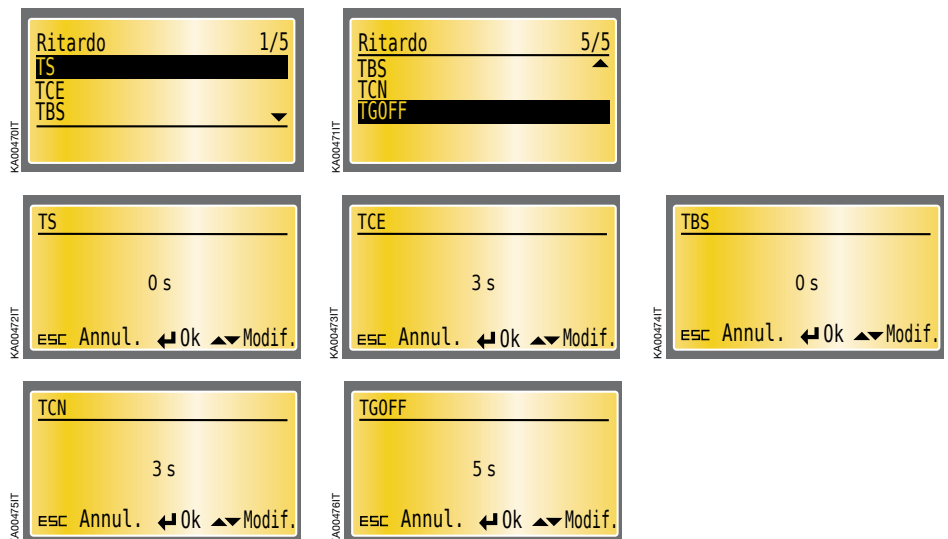 Ritardo 1/5
TS
TCE
TBS
KA00470IT
Ritardo 5/5
TBS
TCN
TGOFF
KA00471IT
TS
0 s
ESC Annul. Ok Modif.
KA00472IT
TCE
3 s
ESC Annul. Ok Modif.
KA00473IT
TBS
0 s
ESC Annul. Ok Modif.
KA00474IT
TCN
3 s
ESC Annul. Ok Modif.
KA00475IT
TGOFF
5 s
ESC Annul. Ok Modif.
KA00476IT